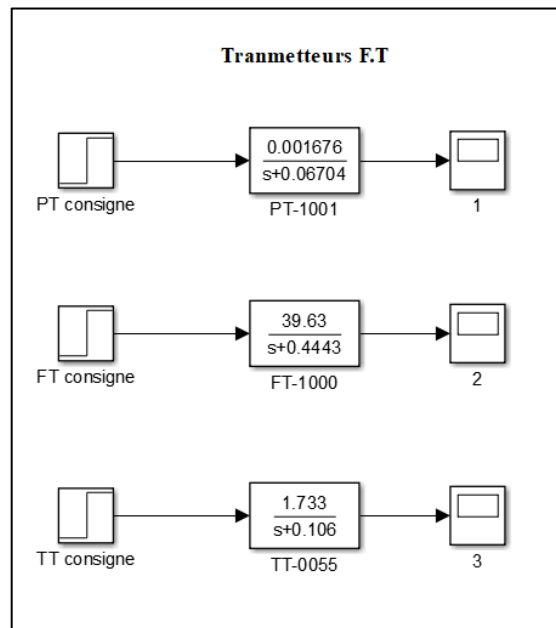 Tranmetteurs F.T
0.001676
s+0.06704
PT consigne
PT-1001
1
39.63
s+0.4443
FT consigne
FT-1000
2
1.733
s+0.106
TT consigne
TT-0055
3